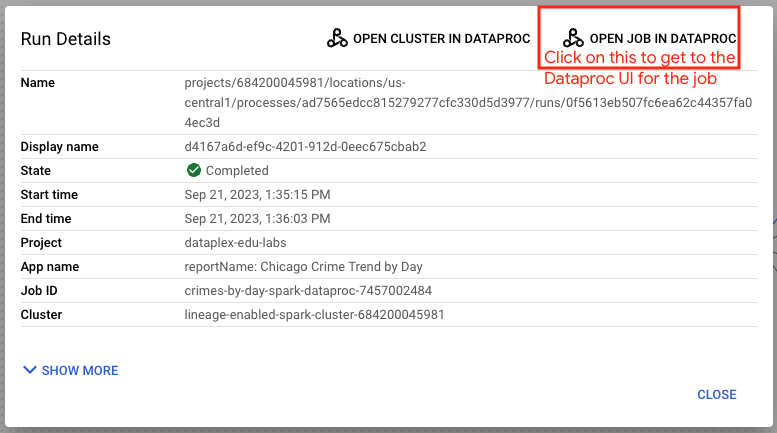 Run Details
OPEN CLUSTER IN DATAPROC
OPEN JOB IN DATAPROC
Click on this to get to the
Dataproc UI for the job
Name
projects/684200045981/locations/us-
central1/processes/ad7565edcc815279277cfc330d5d3977/runs/0f5613eb507fc6ea62c44357fa0
4ec3d
Display name d4167a6d-ef9c-4201-912d-0eec675cbab2
State Completed
Start time Sep 21, 2023, 1:35:15 PM
End time Sep 21, 2023, 1:36:03 PM
Project dataplex-edu-labs
App name reportName: Chicago Crime Trend by Day
Job ID crimes-by-day-spark-dataproc-7457002484
Cluster lineage-enabled-spark-cluster-684200045981
SHOW MORE
CLOSE